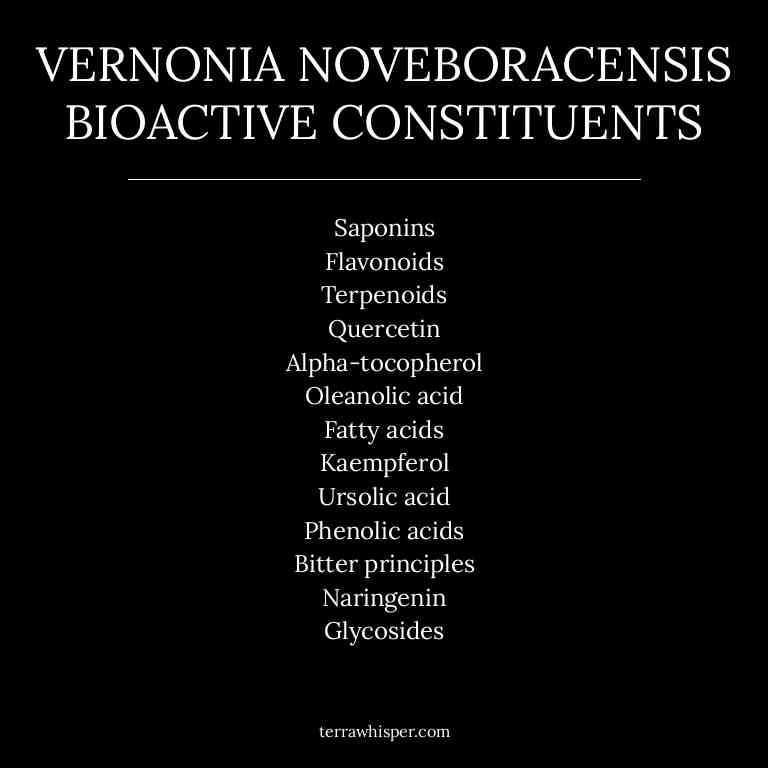 VERNONIA NOVEBORACENSIS
BIOACTIVE CONSTITUENTS
Saponins
Flavonoids
Terpenoids
Quercetin
Alpha-tocopherol
Oleanolic acid
Fatty acids
Kaempferol
Ursolic acid
Phenolic acids
Bitter principles
Naringenin
Glycosides
terrawhisper.com